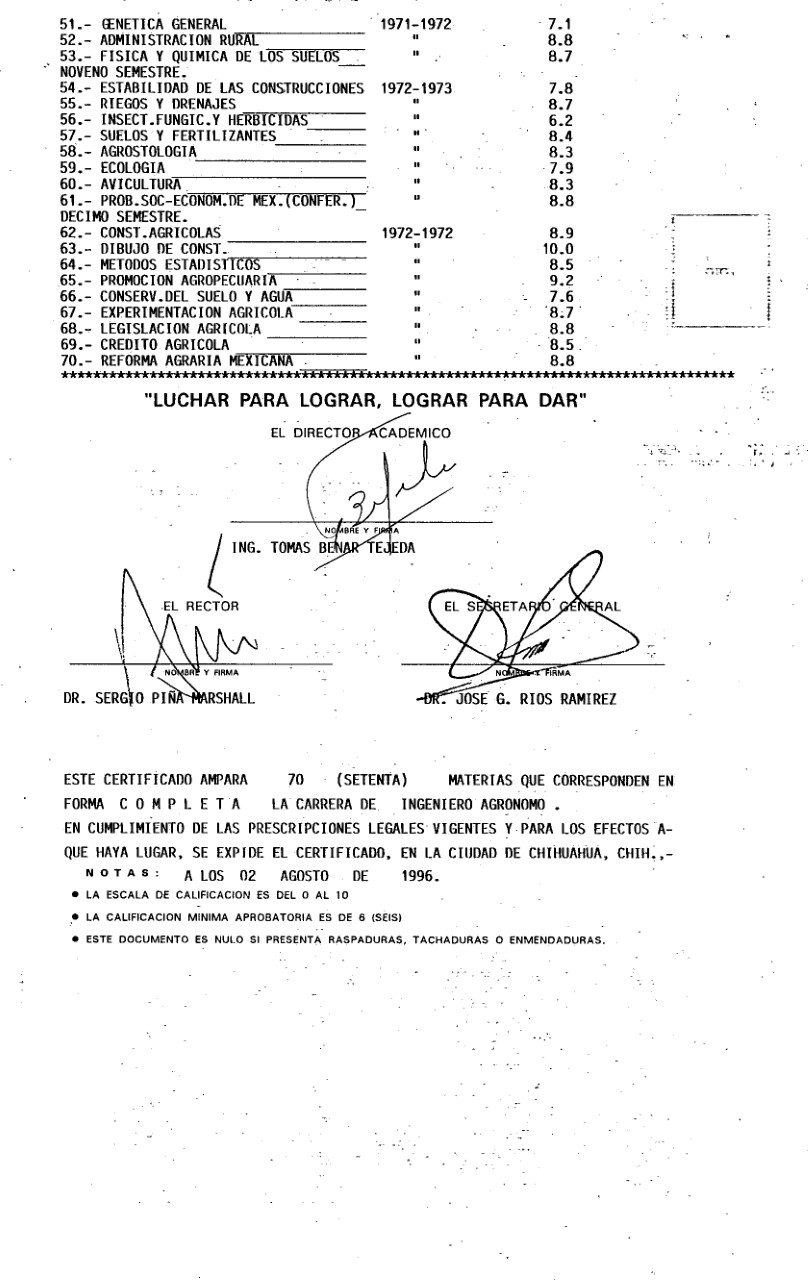 51.- GENETICA GENERAL 1971-1972 7.1
52.- ADMINISTRACION RURAL " 8.8
53.- FISICA Y QUIMICA DE LOS SUELOS " 8.7
NOVENO SEMESTRE.
54.- ESTABILIDAD DE LAS CONSTRUCCIONES 1972-1973 7.8
55.- RIEGOS Y DRENAJES " 8.7
56.- INSECT.FUNGIC.Y HERBICIDAS " 6.2
57.- SUELOS Y FERTILIZANTES " 8.4
58.- AGROSTOLOGIA " 8.3
59.- ECOLOGIA " 7.9
60.- AVICULTURA " 8.3
61.- PROB.SOC-ECONOM.DE MEX.(CONFER.) " 8.8
DECIMO SEMESTRE.
62.- CONST.AGRICOLAS 1972-1972 8.9
63.- DIBUJO DE CONST. " 10.0
64.- METODOS ESTADISTICOS " 8.5
65.- PROMOCION AGROPECUARIA " 9.2
66.- CONSERV.DEL SUELO Y AGUA " 7.6
67.- EXPERIMENTACION AGRICOLA " 8.7
68.- LEGISLACION AGRICOLA " 8.8
69.- CREDITO AGRICOLA " 8.5
70.- REFORMA AGRARIA MEXICANA " 8.8
"LUCHAR PARA LOGRAR, LOGRAR PARA DAR"
EL DIRECTOR ACADEMICO
NOMBRE Y FIRMA
ING. TOMAS BENAR TEJEDA
EL RECTOR EL SECRETARIO GENERAL
NOMBRE Y FIRMA NOMBRE Y FIRMA
DR. SERGIO PIÑA MARSHALL DR. JOSE G. RIOS RAMIREZ
ESTE CERTIFICADO AMPARA 70 (SETENTA) MATERIAS QUE CORRESPONDEN EN
FORMA C O M P L E T A LA CARRERA DE INGENIERO AGRONOMO .
EN CUMPLIMIENTO DE LAS PRESCRIPCIONES LEGALES VIGENTES Y PARA LOS EFECTOS A-
QUE HAYA LUGAR, SE EXPIDE EL CERTIFICADO, EN LA CIUDAD DE CHIHUAHUA, CHIH.,-
N O T A S : A LOS 02 AGOSTO DE 1996.
● LA ESCALA DE CALIFICACION ES DEL 0 AL 10
● LA CALIFICACION MINIMA APROBATORIA ES DE 6 (SEIS)
● ESTE DOCUMENTO ES NULO SI PRESENTA RASPADURAS, TACHADURAS O ENMENDADURAS.